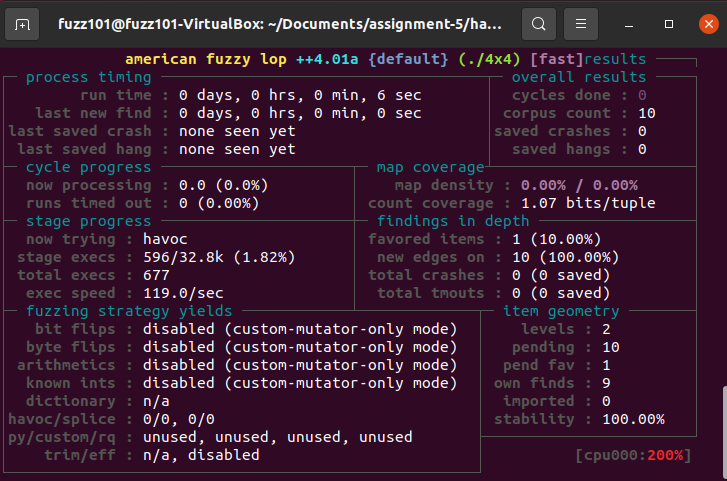 fuzz101@fuzz101-VirtualBox: ~/Documents/assignment-5/ha...
american fuzzy lop ++4.01a {default} (./4x4) [fast]results
process timing overall results
run time : 0 days, 0 hrs, 0 min, 6 sec cycles done : 0
last new find : 0 days, 0 hrs, 0 min, 0 sec corpus count : 10
last saved crash : none seen yet saved crashes : 0
last saved hang : none seen yet saved hangs : 0
cycle progress map coverage
now processing : 0.0 (0.0%) map density : 0.00% / 0.00%
runs timed out : 0 (0.00%) count coverage : 1.07 bits/tuple
stage progress findings in depth
now trying : havoc favored items : 1 (10.00%)
stage execs : 596/32.8k (1.82%) new edges on : 10 (100.00%)
total execs : 677 total crashes : 0 (0 saved)
exec speed : 119.0/sec total tmouts : 0 (0 saved)
fuzzing strategy yields item geometry
bit flips : disabled (custom-mutator-only mode) levels : 2
byte flips : disabled (custom-mutator-only mode) pending : 10
arithmetics : disabled (custom-mutator-only mode) pend fav : 1
known ints : disabled (custom-mutator-only mode) own finds : 9
dictionary : n/a imported : 0
havoc/splice : 0/0, 0/0 stability : 100.00%
py/custom/rq : unused, unused, unused, unused
trim/eff : n/a, disabled [cpu000:200%]